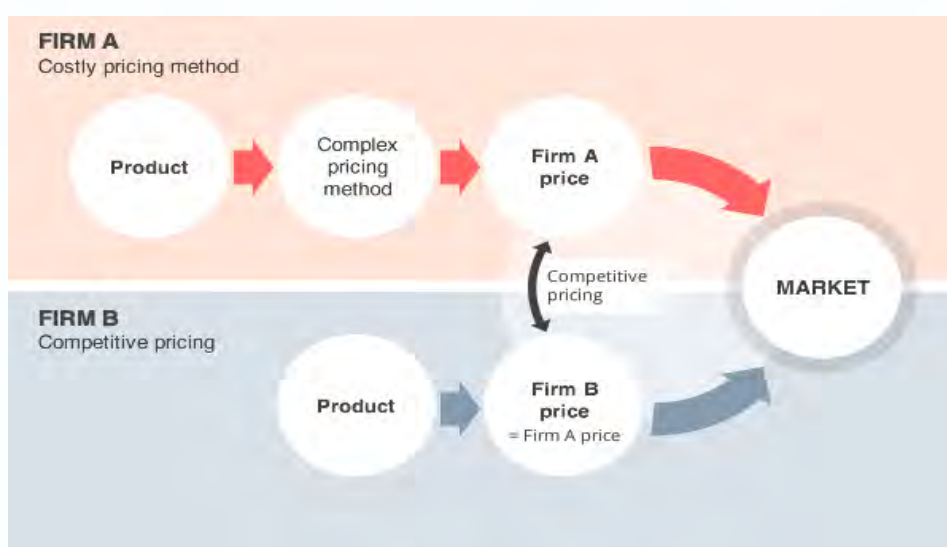 FIRM A
Costly pricing method
Product
Complex
pricing
method
Firm A
price
Competitive
pricing
MARKET
FIRM B
Competitive pricing
Product
Firm B
price
= Firm A price